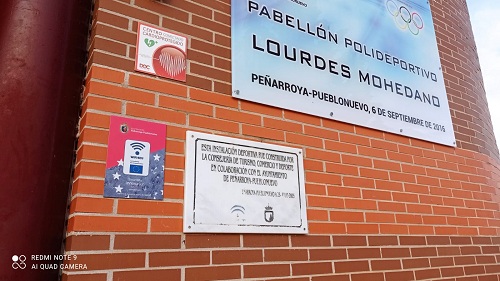 PABELLÓN POLIDEPORTIVO
LOURDES MOHEDANO
PEÑARROYA-PUEBLONUEVO, 6 DE SEPTIEMBRE DE 2016
CARDIOPROTEGIDO
ESTA INSTALACIÓN DEPORTIVA FUE CONSTRUIDA POR
LA CONSEJERÍA DE TURISMO, COMERCIO Y DEPORTE,
EN COLABORACIÓN CON EL AYUNTAMIENTO
DE PEÑARROYA-PUEBLONUEVO
REDMI NOTE 9
AI QUAD CAMERA